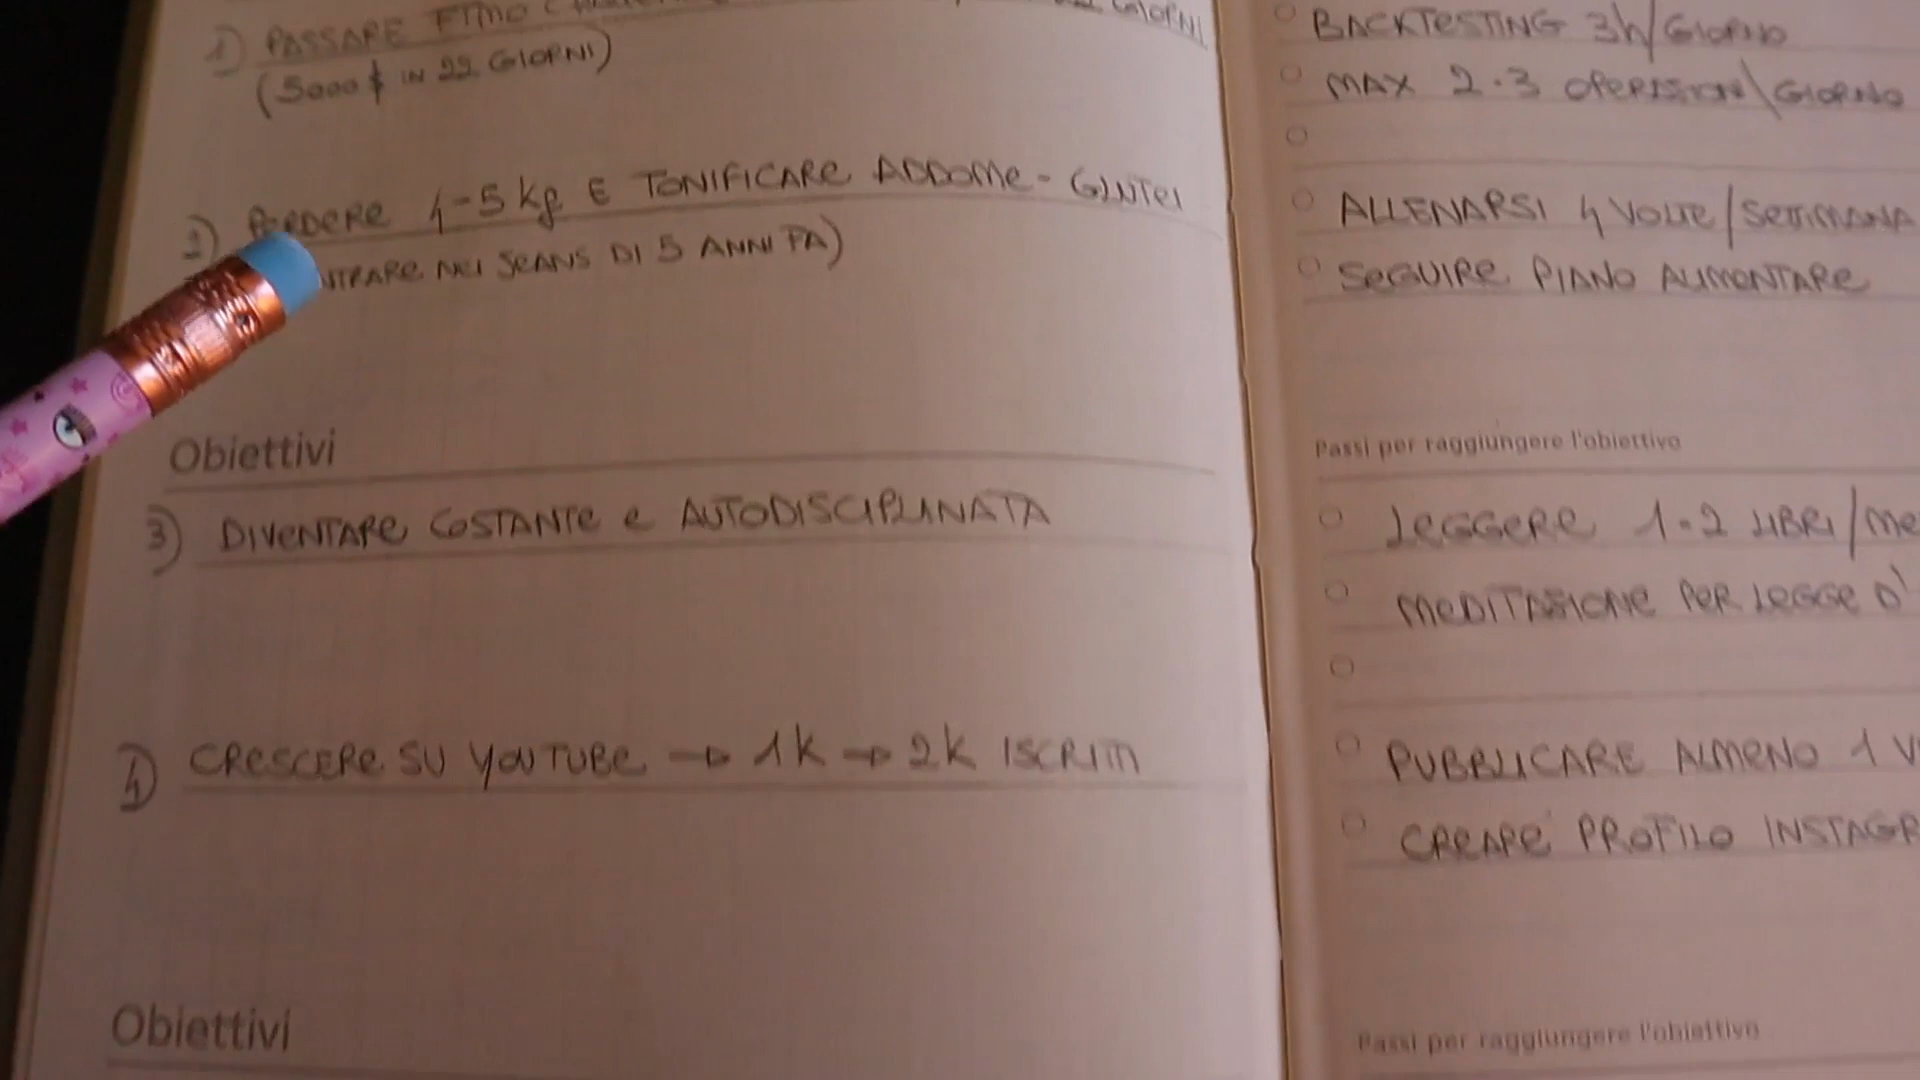 1) PASSARE FTMO
GIORNI
(5000$ IN 22 GIORNI)
2) PERDERE 4-5 kg E TONIFICARE ADDOME - GLUTEI
NEI JEANS DI 5 ANNI FA)
Obiettivi
3) DIVENTARE COSTANTE e AUTODISCIPLINATA
4) CRESCERE SU YOUTUBE → 1K → 2K ISCRITTI
Obiettivi
BACKTESTING 3h/GIORNO
MAX 2-3 OPERAZIONI/GIORNO
ALLENARSI 4 VOLTE/SETTIMANA
SEGUIRE PIANO ALIMENTARE
Passi per raggiungere l'obiettivo
LEGGERE 1-2 LIBRI/
MEDITAZIONE PER LEGGE D'
PUBBLICARE ALMENO 1
CREARE PROFILO
Passi per raggiungere l'obiettivo